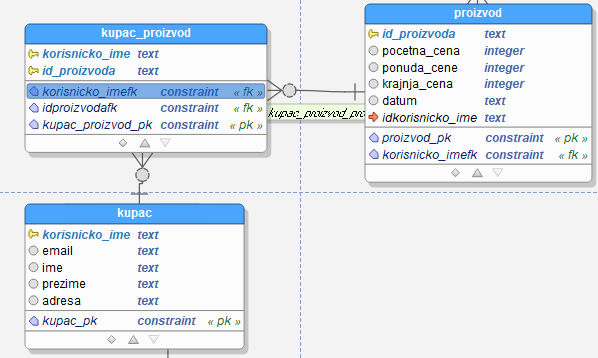 kupac_proizvod
korisnicko_ime text
id_proizvoda text
korisnicko_imefk constraint « fk »
idproizvodafk constraint « fk »
kupac_proizvod_pk constraint « pk »
proizvod
id_proizvoda text
pocetna_cena integer
ponuda_cene integer
krajnja_cena integer
datum text
idkorisnicko_ime text
proizvod_pk constraint « pk »
korisnicko_imefk constraint « fk »
kupac_proizvod_pro
kupac
korisnicko_ime text
email text
ime text
prezime text
adresa text
kupac_pk constraint « pk »